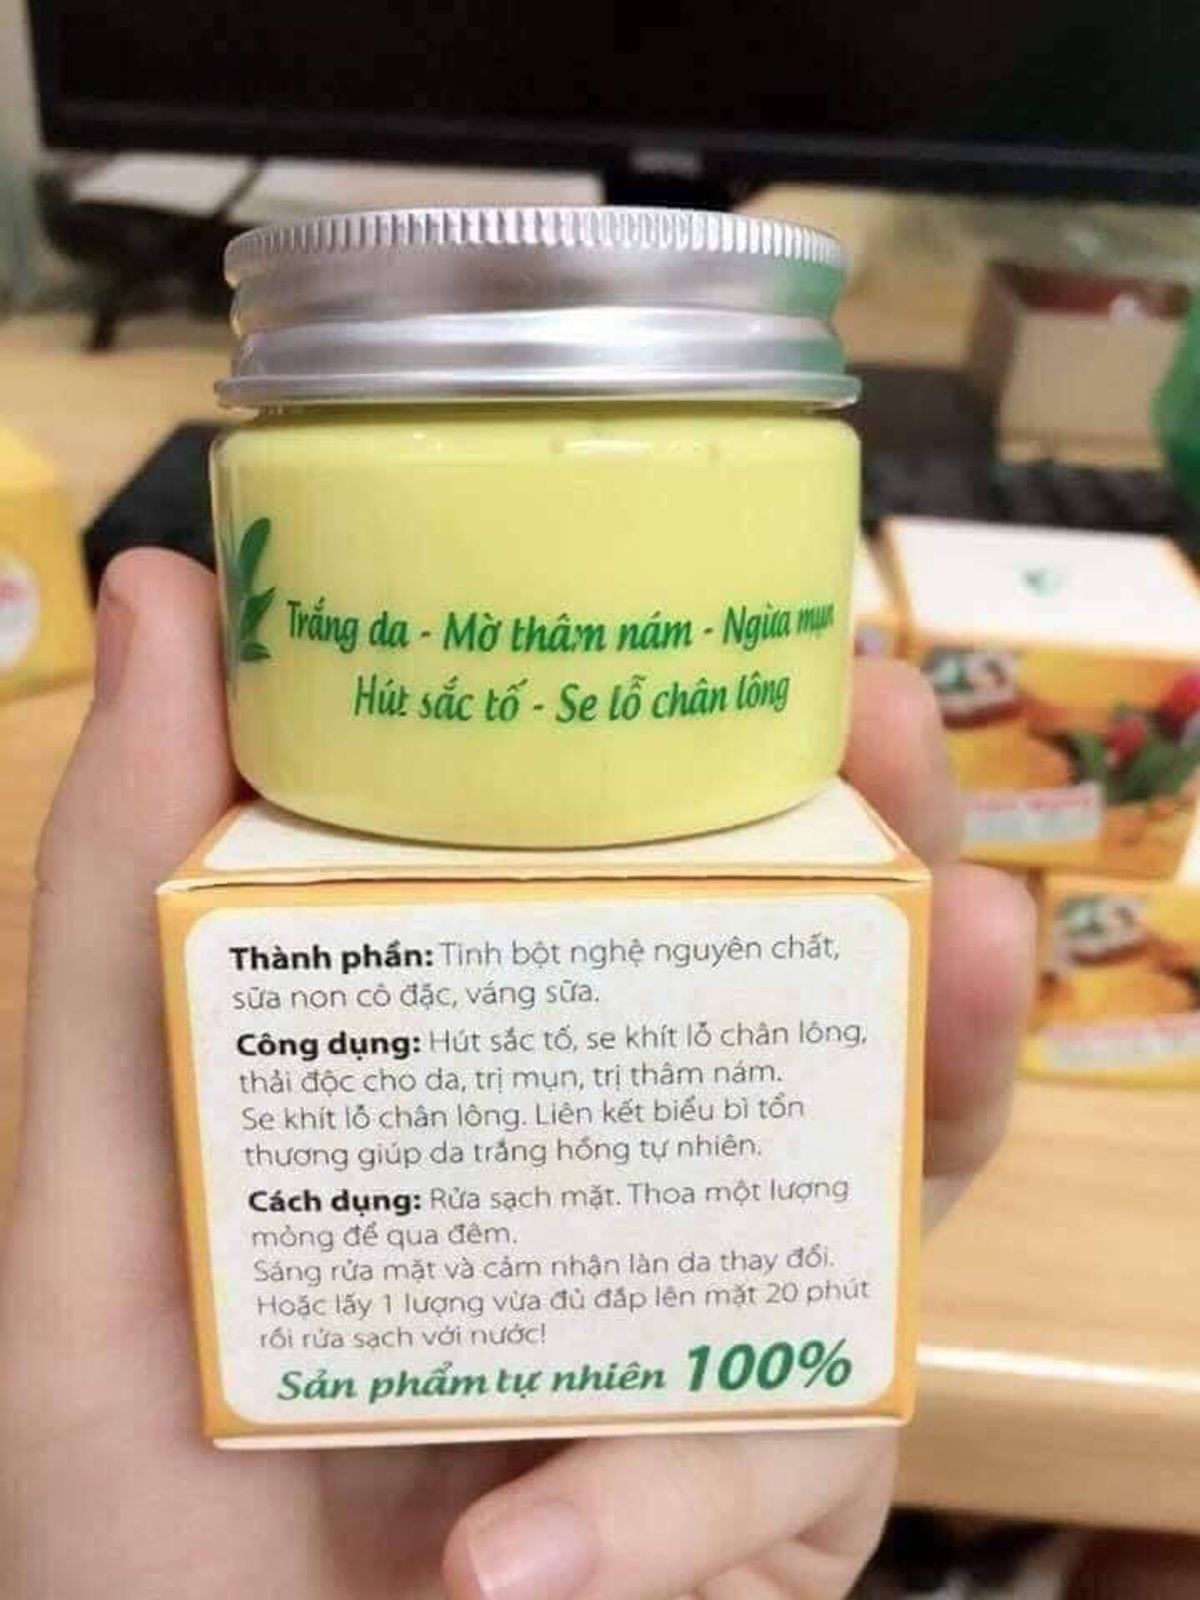 Trắng da - Mờ thâm nám - Ngừa mụn
Hút sắc tố - Se lỗ chân lông
Thành phần: Tinh bột nghệ nguyên chất,
sữa non cô đặc, váng sữa.
Công dụng: Hút sắc tố, se khít lỗ chân lông,
thải độc cho da, trị mụn, trị thâm nám.
Se khít lỗ chân lông. Liên kết biểu bì tổn
thương giúp da trắng hồng tự nhiên.
Cách dụng: Rửa sạch mặt. Thoa một lượng
mỏng để qua đêm.
Sáng rửa mặt và cảm nhận làn da thay đổi.
Hoặc lấy 1 lượng vừa đủ đắp lên mặt 20 phút
rồi rửa sạch với nước!
Sản phẩm tự nhiên 100%